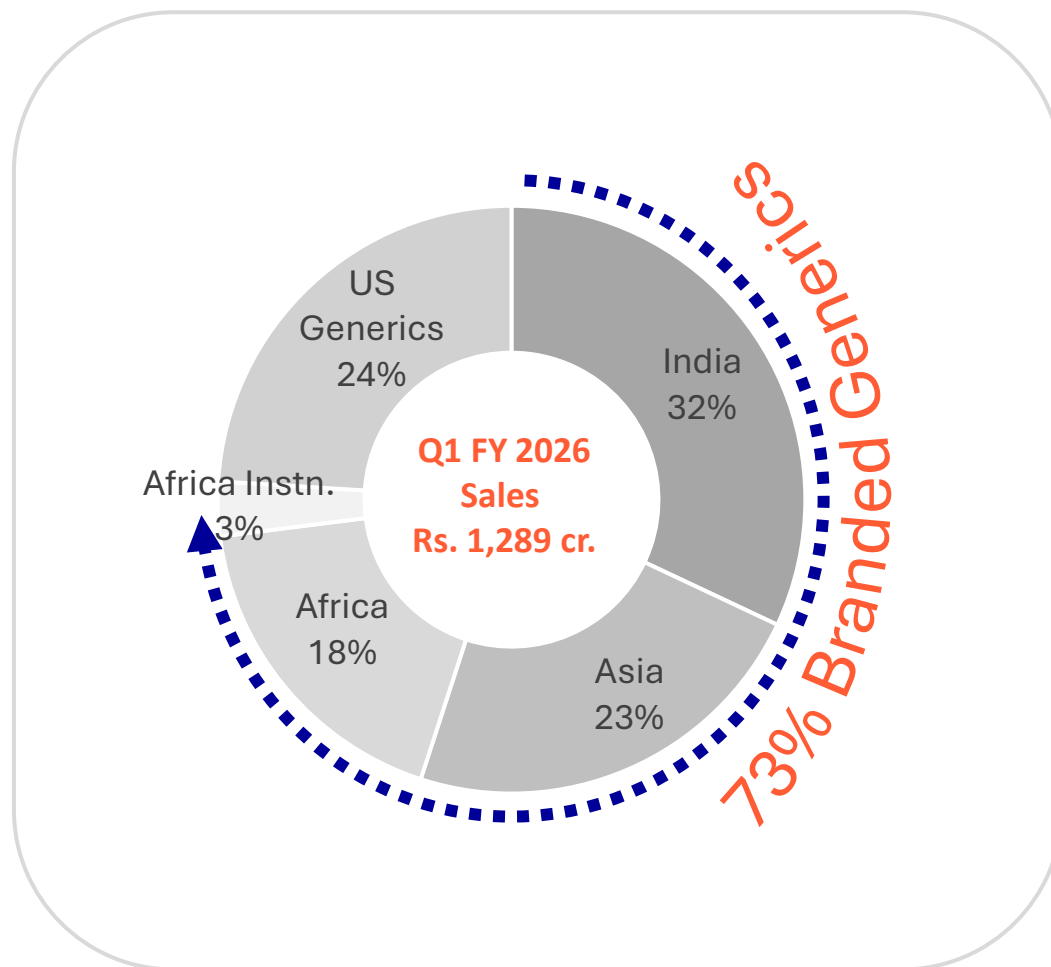 US
Generics
24%
India
32%
Q1 FY 2026
Sales
Rs. 1,289 cr.
Africa Instn.
3%
Africa
18%
Asia
23%
73% Branded Generics